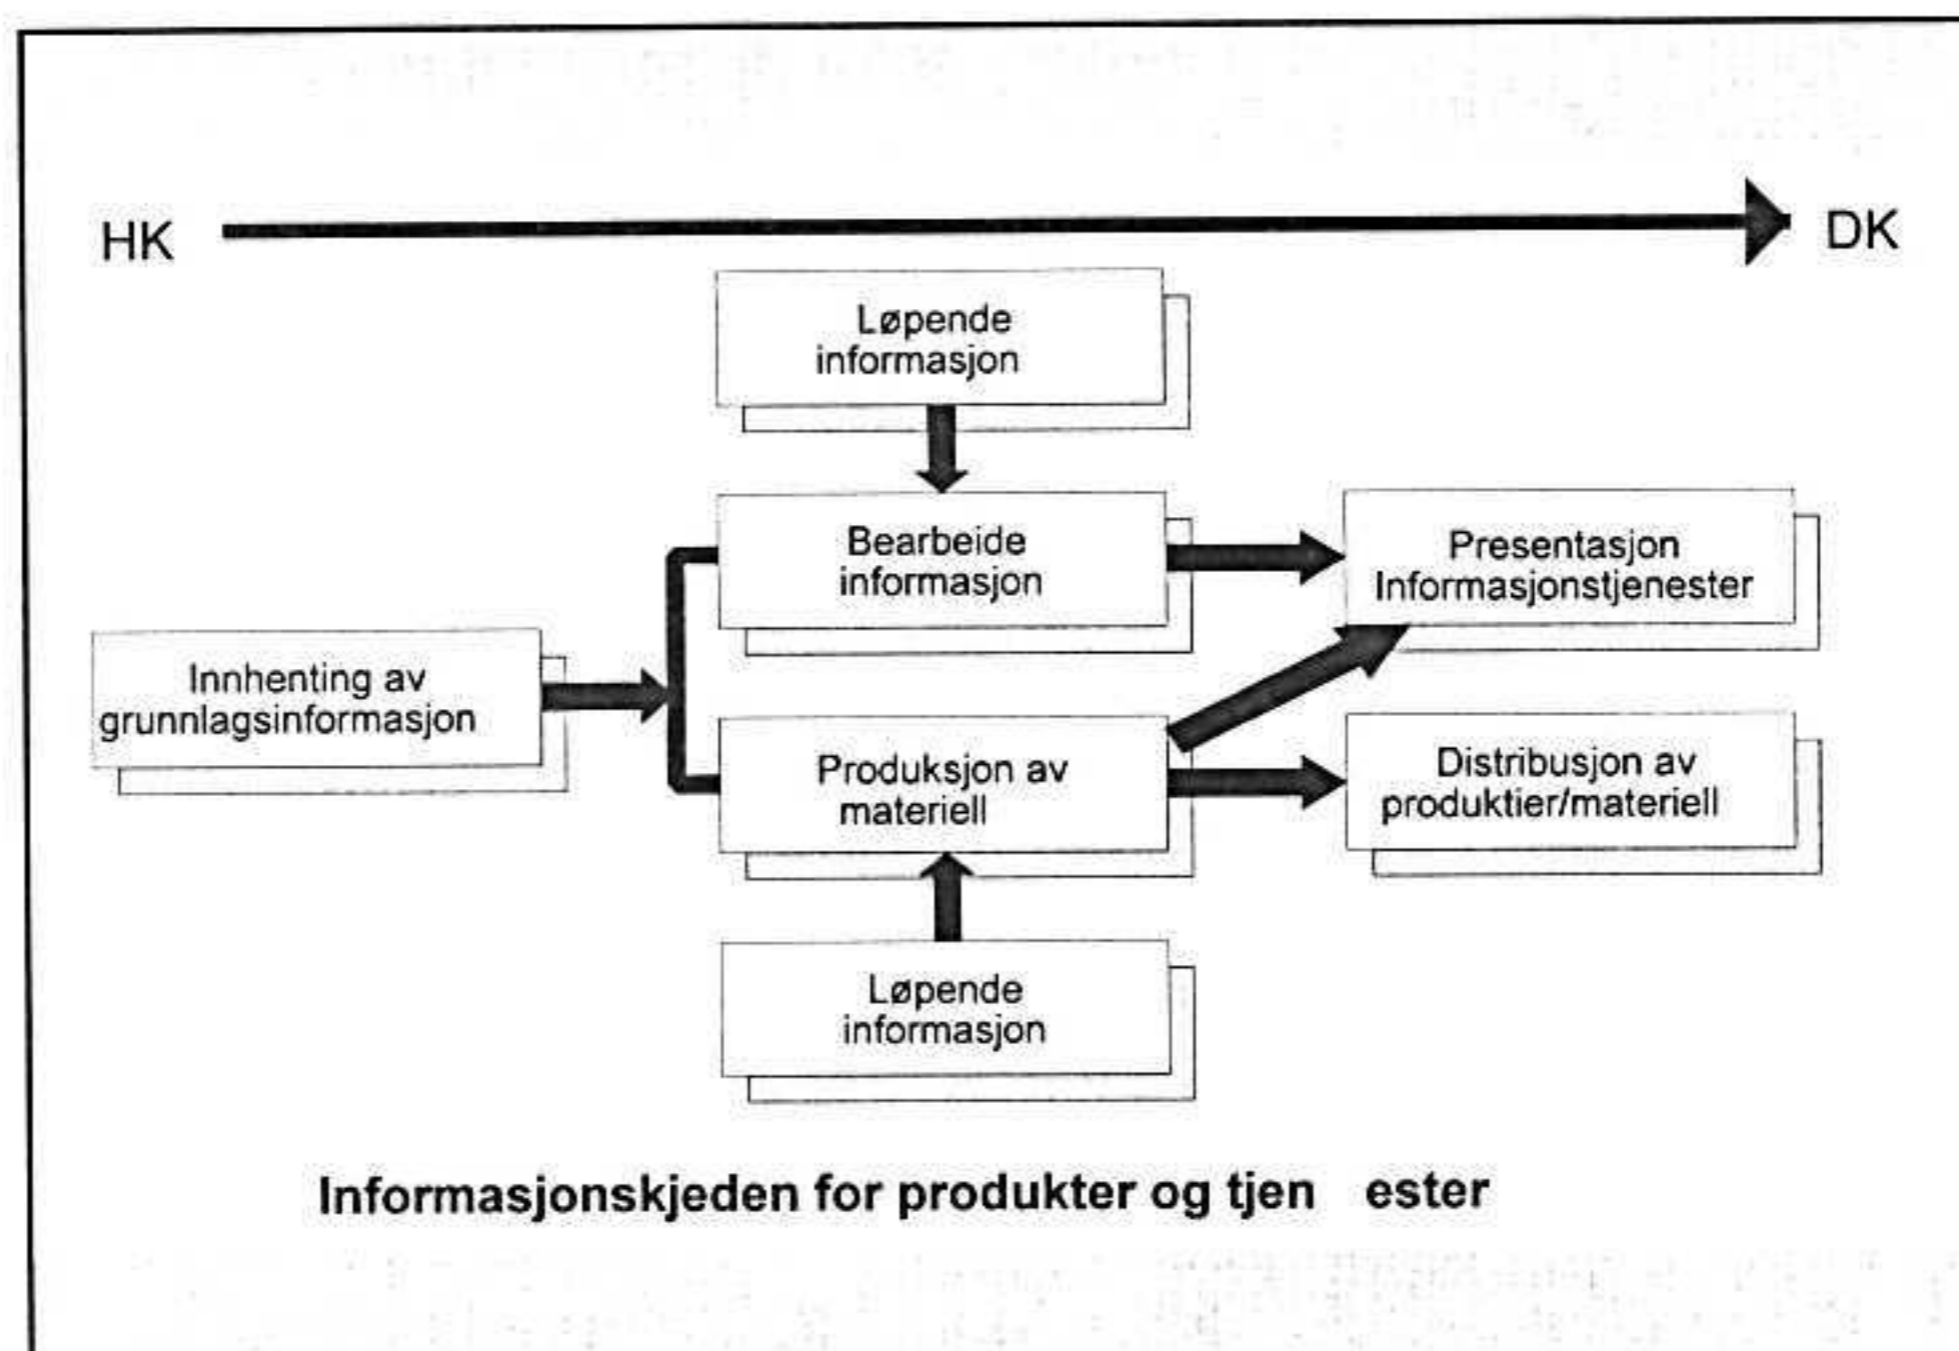 HK
DK
Løpende
informasjon
Bearbeide
informasjon
Presentasjon
Informasjonstjenester
Innhenting av
grunnlagsinformasjon
Produksjon av
materiell
Distribusjon av
produktier/materiell
Løpende
informasjon
Informasjonskjeden for produkter og tjen ester